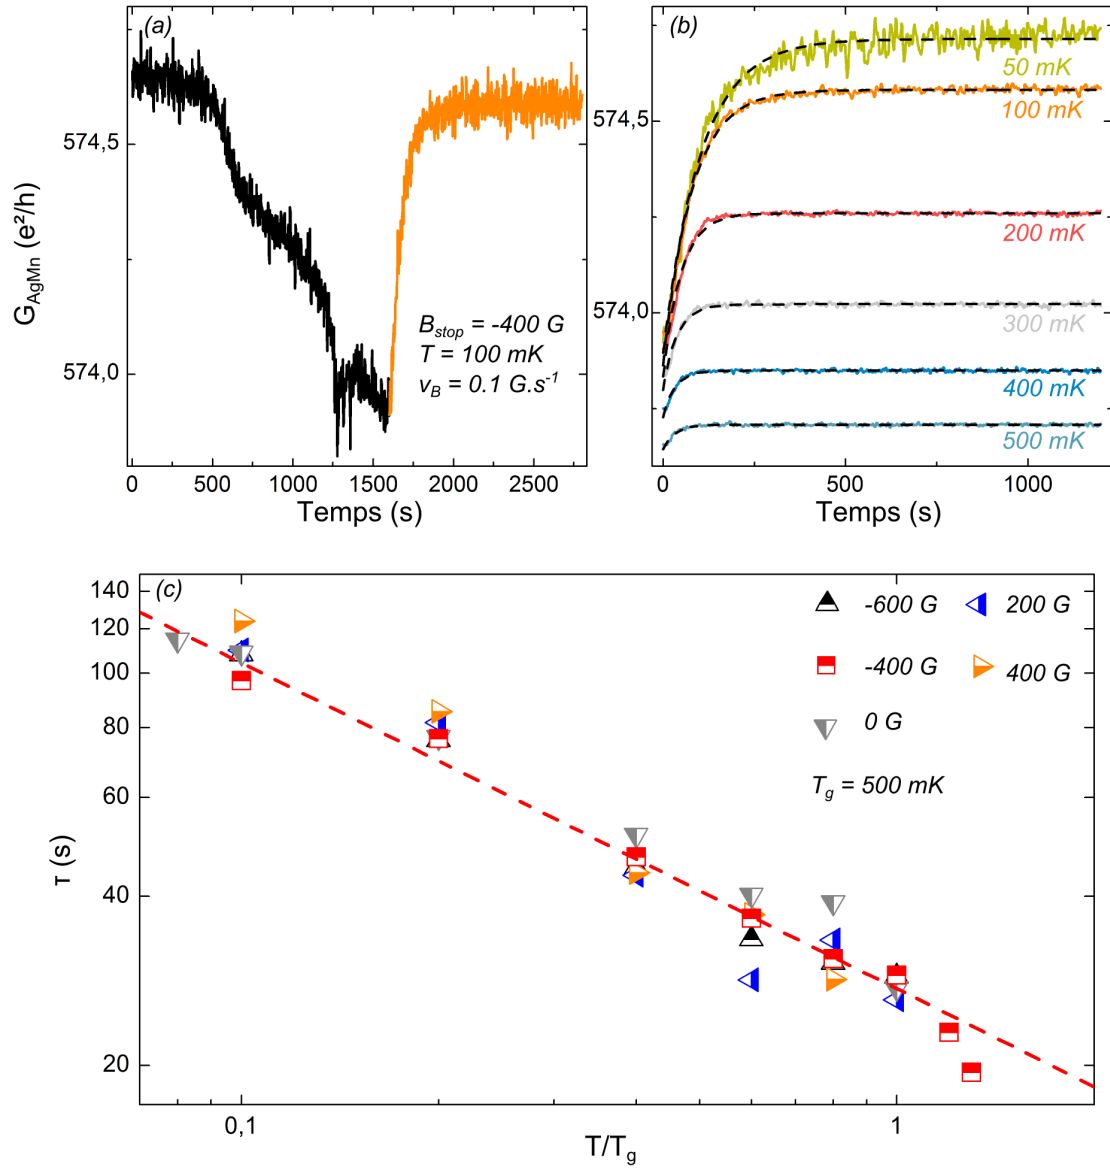 (a)
574,5
574,0
G_AgMn (e²/h)
B_stop = -400 G
T = 100 mK
v_B = 0.1 G.s⁻¹
0 500 1000 1500 2000 2500
Temps (s)
(b)
574,5
574,0
50 mK
100 mK
200 mK
300 mK
400 mK
500 mK
0 500 1000
Temps (s)
(c)
140
120
100
80
60
40
20
τ (s)
-600 G
200 G
-400 G
400 G
0 G
T_g = 500 mK
0,1 1
T/T_g